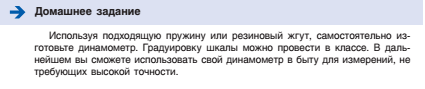 Домашнее задание
Используя подходящую пружину или резиновый жгут, самостоятельно из-
готовьте динамометр. Градуировку шкалы можно провести в классе. В даль-
нейшем вы сможете использовать свой динамометр в быту для измерений, не
требующих высокой точности.